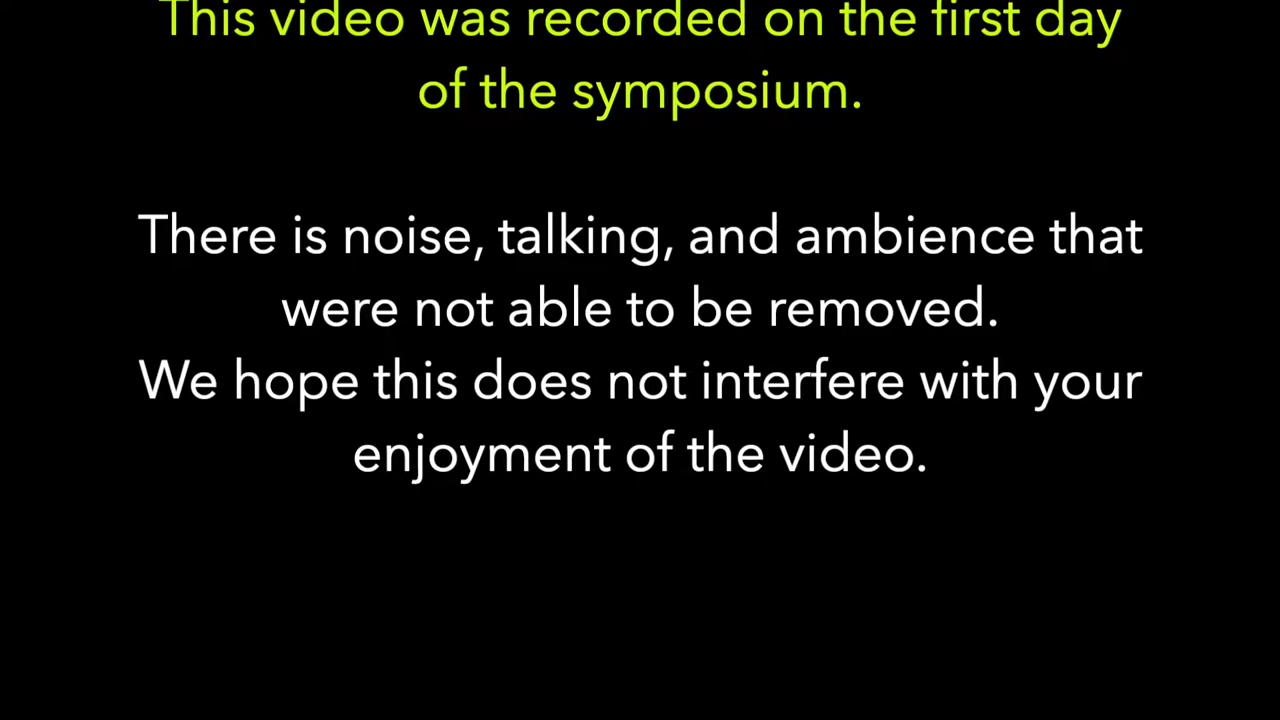 This video was recorded on the first day
of the symposium.
There is noise, talking, and ambience that
were not able to be removed.
We hope this does not interfere with your
enjoyment of the video.